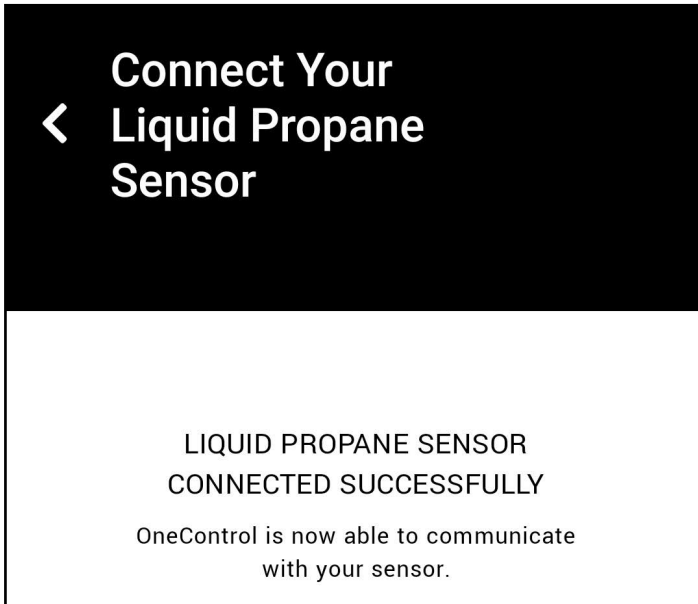 Connect Your
Liquid Propane
Sensor
LIQUID PROPANE SENSOR
CONNECTED SUCCESSFULLY
OneControl is now able to communicate
with your sensor.